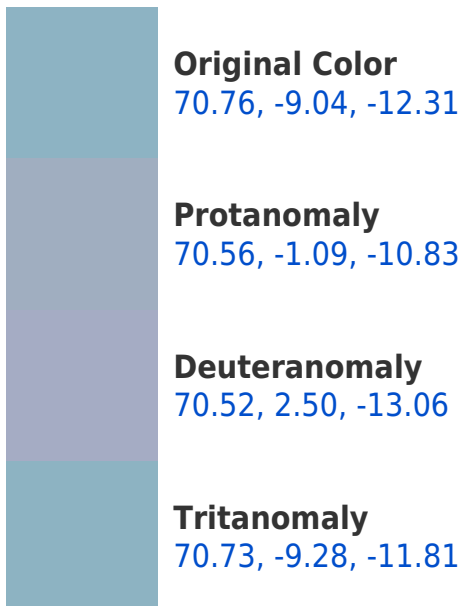 Original Color
70.76, -9.04, -12.31
Protanomaly
70.56, -1.09, -10.83
Deuteranomaly
70.52, 2.50, -13.06
Tritanomaly
70.73, -9.28, -11.81